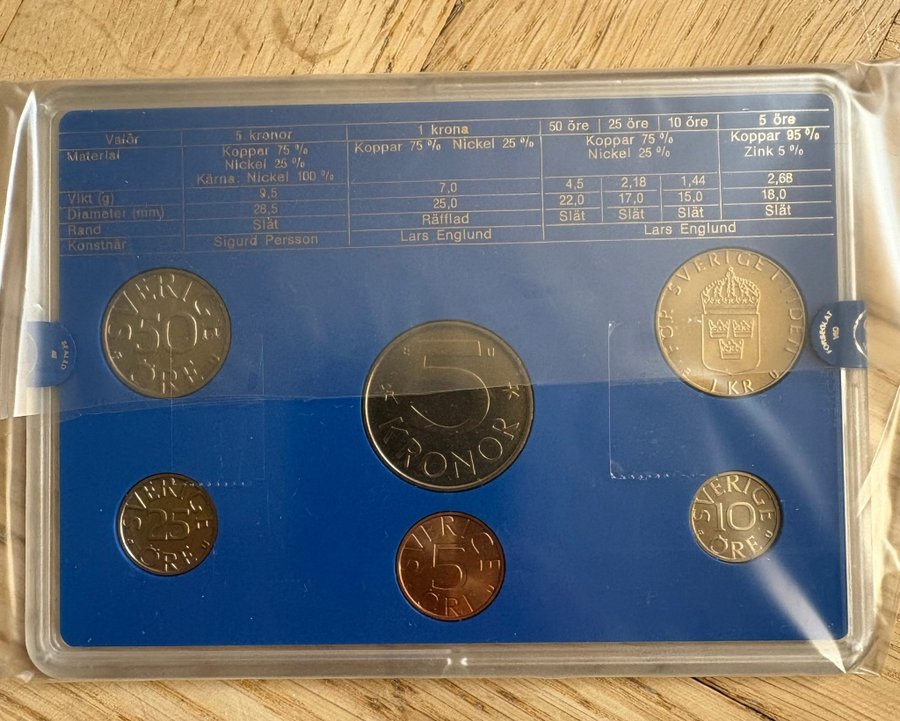 Valör 5 kronor 1 krona 50 öre 25 öre 10 öre 5 öre
Material Koppar 75 % Koppar 75 % Nickel 25 % Koppar 75 % Koppar 95 %
Nickel 25 % Nickel 25 % Zink 5 %
Kärna: Nickel 100 %
Vikt (g) 9,5 7,0 4,5 2,18 1,44 2,68
Diameter (mm) 28,5 25,0 22,0 17,0 15,0 18,0
Rand Slät Räfflad Slät Slät Slät Slät
Konstnär Sigurd Persson Lars Englund Lars Englund
SVERIGE
50
ÖRE
5
KRONOR
U
FÖR SVERIGE I TIDEN
1 KR
U
SEALED
FÖRSEGLAT
SVERIGE
25
ÖRE
U
SVERIGE
5
ÖRE
SVERIGE
10
ÖRE
U